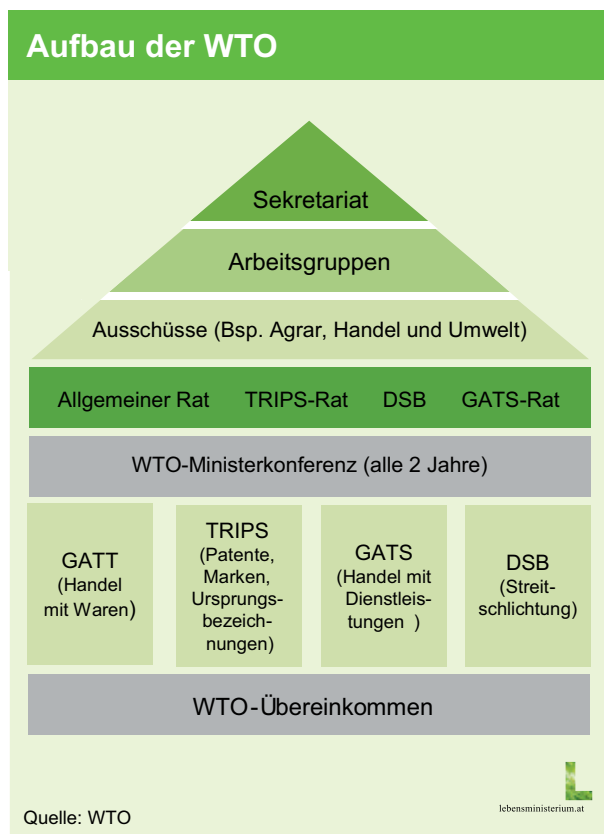 Aufbau der WTO
Sekretariat
Arbeitsgruppen
Ausschüsse (Bsp. Agrar, Handel und Umwelt)
Allgemeiner Rat TRIPS-Rat DSB GATS-Rat
WTO-Ministerkonferenz (alle 2 Jahre)
GATT
(Handel
mit Waren)
TRIPS
(Patente,
Marken,
Ursprungs-
bezeich-
nungen)
GATS
(Handel mit
Dienstleis-
tungen )
DSB
(Streit-
schlichtung)
WTO-Übereinkommen
L
lebensministerium.at
Quelle: WTO